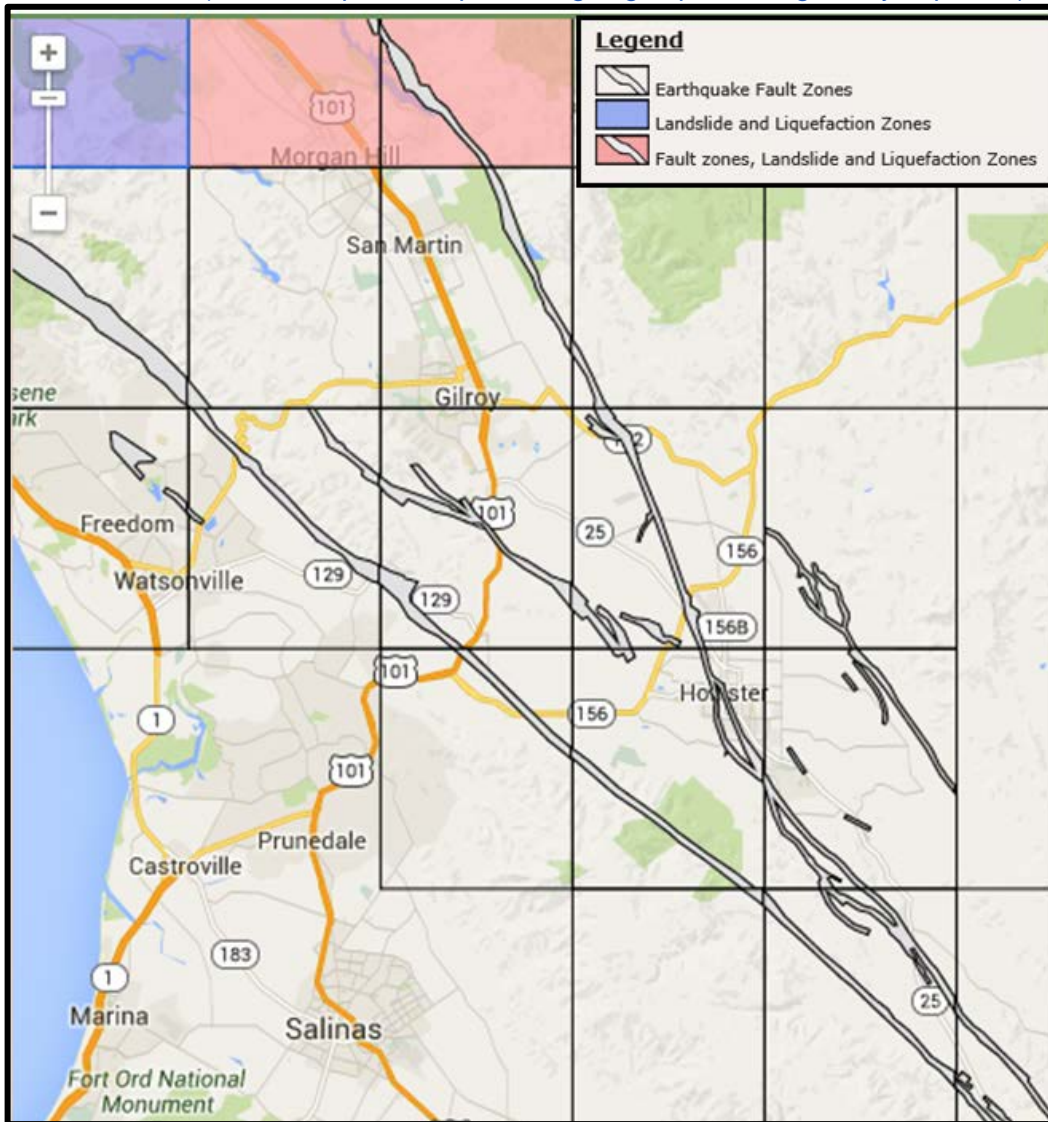 Legend
Earthquake Fault Zones
Landslide and Liquefaction Zones
Fault zones, Landslide and Liquefaction Zones
+
−
101
Morgan Hill
San Martin
Gilroy
sene
rk
101
25
156
Freedom
Watsonville
129
129
156B
101
Hollister
1
156
101
Prunedale
Castroville
183
1
25
Marina
Salinas
Fort Ord National
Monument